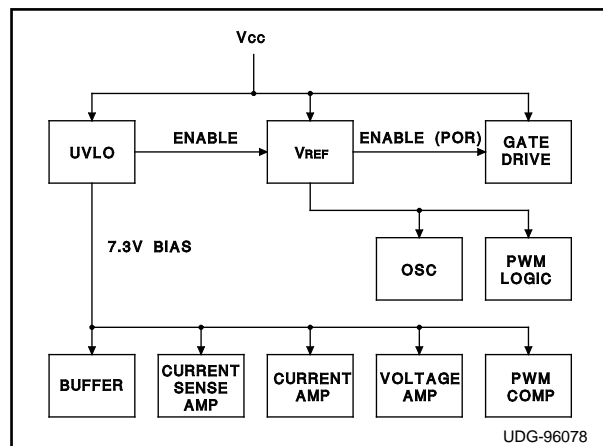 Vcc
UVLO
ENABLE
VREF
ENABLE (POR)
GATE
DRIVE
7.3V BIAS
OSC
PWM
LOGIC
BUFFER
CURRENT
SENSE
AMP
CURRENT
AMP
VOLTAGE
AMP
PWM
COMP
UDG-96078